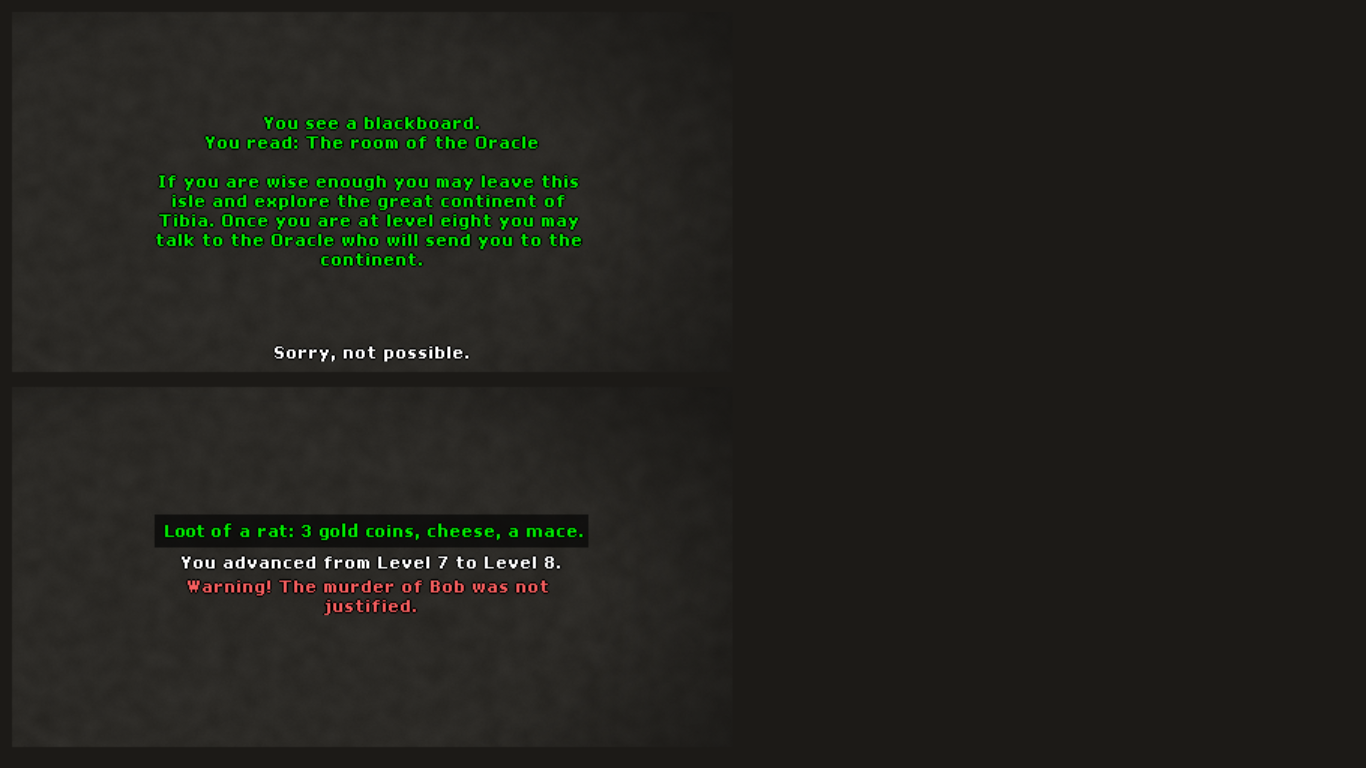 You see a blackboard.
You read: The room of the Oracle
If you are wise enough you may leave this
isle and explore the great continent of
Tibia. Once you are at level eight you may
talk to the Oracle who will send you to the
continent.
Sorry, not possible.
Loot of a rat: 3 gold coins, cheese, a mace.
You advanced from Level 7 to Level 8.
Warning! The murder of Bob was not
justified.